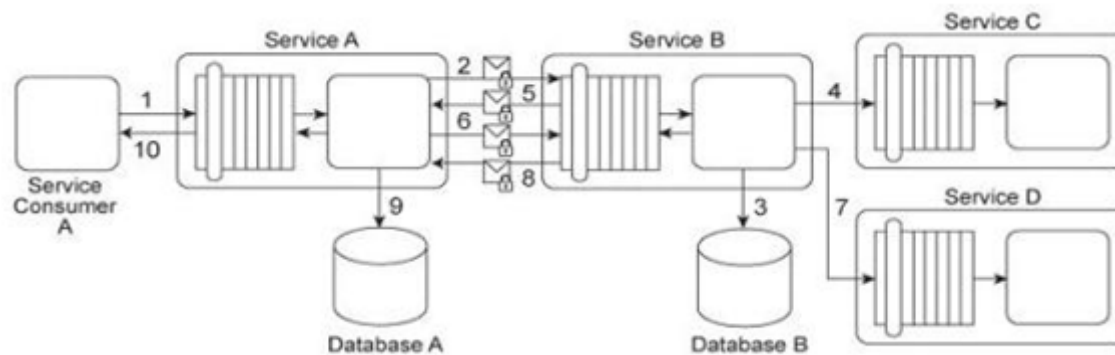 Service A
Service B
Service C
2
1
5
4
6
10
8
Service
Consumer
A
9
3
7
Service D
Database A
Database B